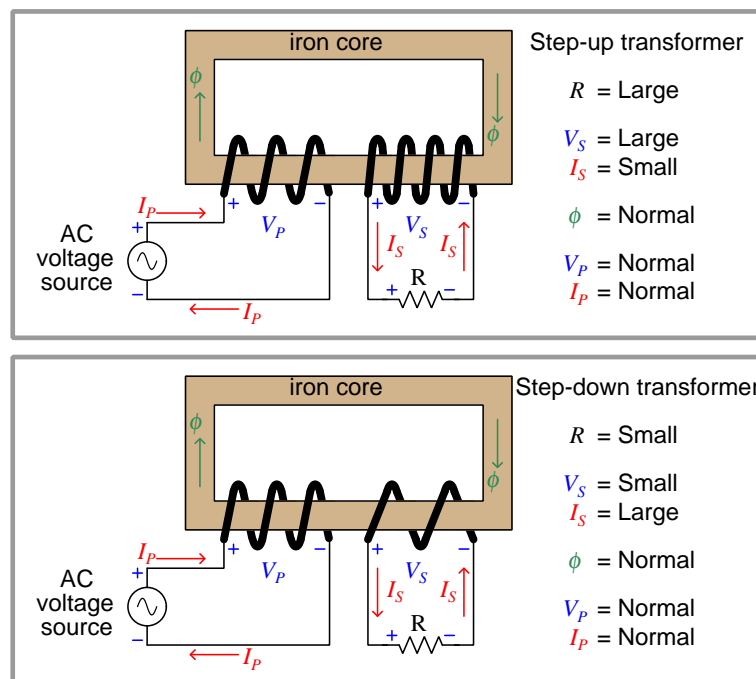 iron core
Step-up transformer
ϕ
ϕ
R = Large
V_S = Large
I_S = Small
ϕ = Normal
V_P = Normal
I_P = Normal
I_P
+ V_P −
+ V_S −
AC
voltage
source
+
−
I_S
I_S
R
+ −
I_P
iron core
Step-down transformer
ϕ
ϕ
R = Small
V_S = Small
I_S = Large
ϕ = Normal
V_P = Normal
I_P = Normal
I_P
+ V_P −
+ V_S −
AC
voltage
source
+
−
I_S
I_S
R
+ −
I_P